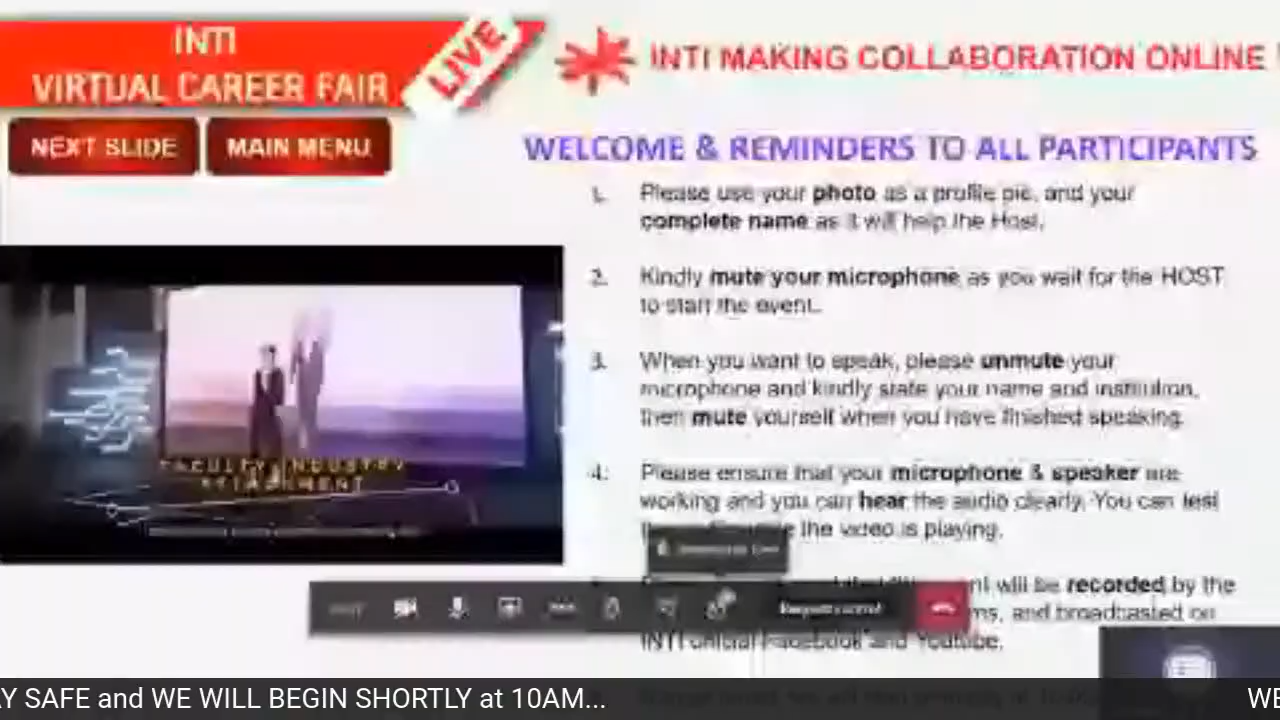 INTI
VIRTUAL CAREER FAIR
LIVE
INTI MAKING COLLABORATION ONLINE
NEXT SLIDE
MAIN MENU
WELCOME & REMINDERS TO ALL PARTICIPANTS
1. Please use your photo as a profile pic, and your
complete name as it will help the Host.
2. Kindly mute your microphone as you wait for the HOST
to start the event.
3. When you want to speak, please unmute your
microphone and kindly state your name and institution,
then mute yourself when you have finished speaking.
4. Please ensure that your microphone & speaker are
working and you can hear the audio clearly. You can test
the video is playing.
will be recorded by the
and broadcasted on
INTI official Facebook and Youtube.
FACULTY INDUSTRY
Request control
AY SAFE and WE WILL BEGIN SHORTLY at 10AM...
WE